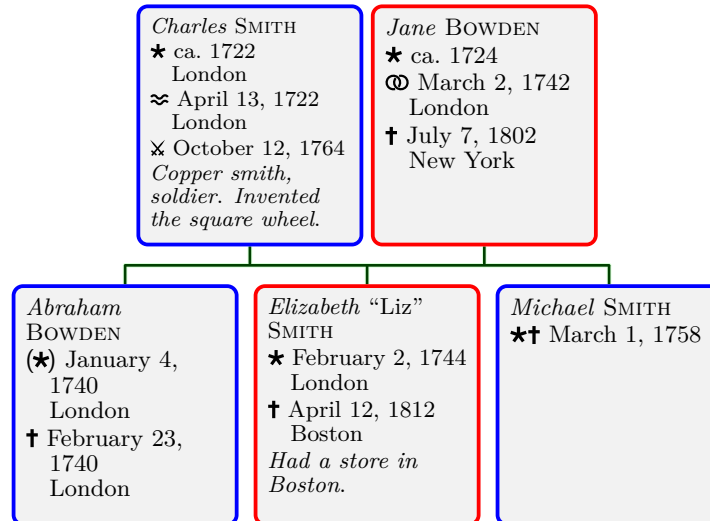 Charles SMITH
* ca. 1722
London
≈ April 13, 1722
London
⚔ October 12, 1764
Copper smith,
soldier. Invented
the square wheel.
Jane BOWDEN
* ca. 1724
⚭ March 2, 1742
London
† July 7, 1802
New York
Abraham
BOWDEN
(*) January 4,
1740
London
† February 23,
1740
London
Elizabeth “Liz”
SMITH
* February 2, 1744
London
† April 12, 1812
Boston
Had a store in
Boston.
Michael SMITH
*† March 1, 1758